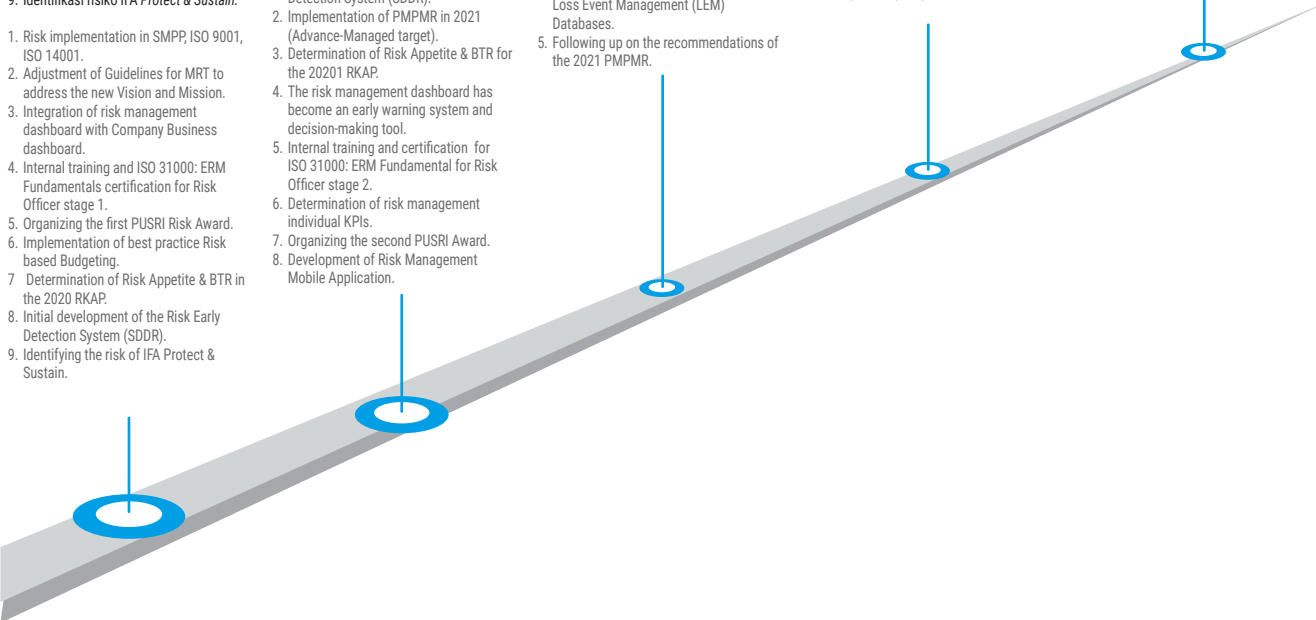 9. Identifikasi risiko IFA Protect & Sustain.
1. Risk implementation in SMPP, ISO 9001,
ISO 14001.
2. Adjustment of Guidelines for MRT to
address the new Vision and Mission.
3. Integration of risk management
dashboard with Company Business
dashboard.
4. Internal training and ISO 31000: ERM
Fundamentals certification for Risk
Officer stage 1.
5. Organizing the first PUSRI Risk Award.
6. Implementation of best practice Risk
based Budgeting.
7 Determination of Risk Appetite & BTR in
the 2020 RKAP.
8. Initial development of the Risk Early
Detection System (SDDR).
9. Identifying the risk of IFA Protect &
Sustain.
Detection System (SDDR).
2. Implementation of PMPMR in 2021
(Advance-Managed target).
3. Determination of Risk Appetite & BTR for
the 20201 RKAP.
4. The risk management dashboard has
become an early warning system and
decision-making tool.
5. Internal training and certification for
ISO 31000: ERM Fundamental for Risk
Officer stage 2.
6. Determination of risk management
individual KPIs.
7. Organizing the second PUSRI Award.
8. Development of Risk Management
Mobile Application.
Loss Event Management (LEM)
Databases.
5. Following up on the recommendations of
the 2021 PMPMR.